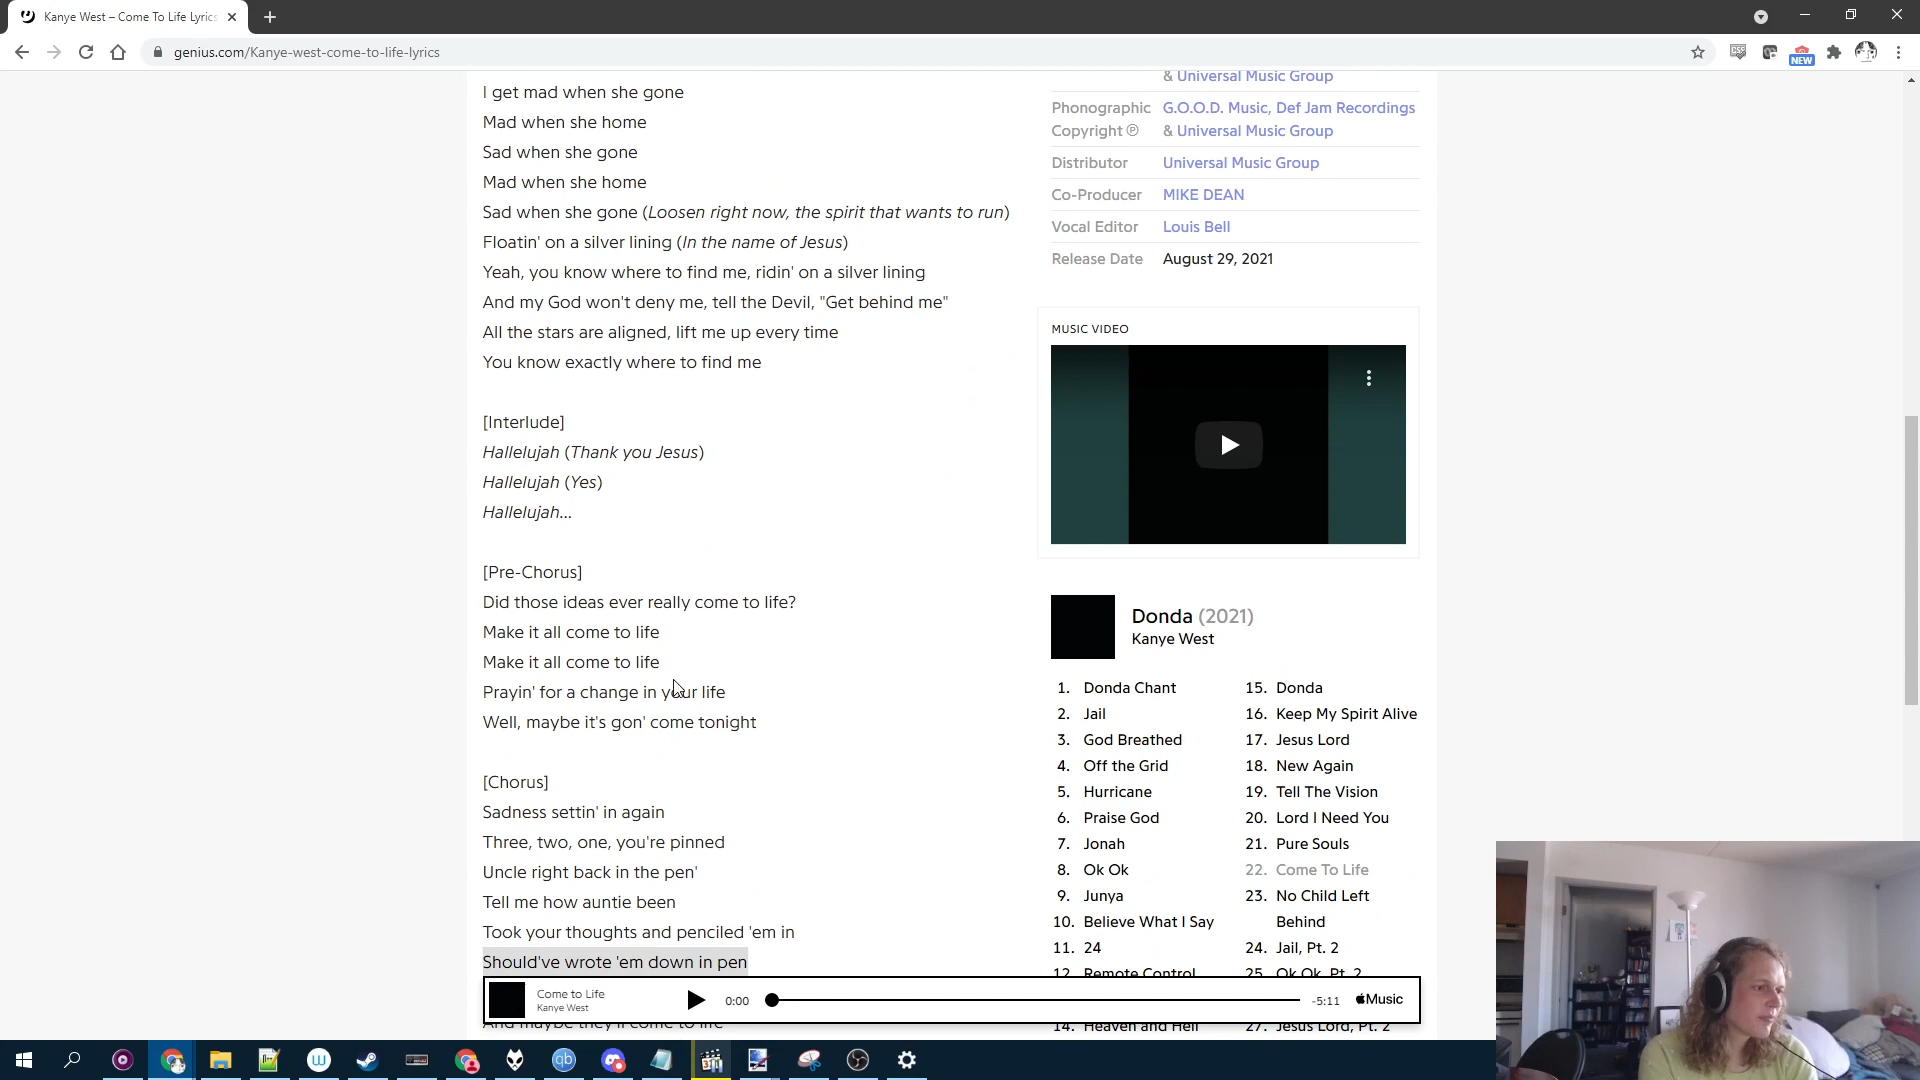 Kanye West – Come To Life Lyrics
genius.com/Kanye-west-come-to-life-lyrics
NEW
I get mad when she gone
Mad when she home
Sad when she gone
Mad when she home
Sad when she gone (Loosen right now, the spirit that wants to run)
Floatin' on a silver lining (In the name of Jesus)
Yeah, you know where to find me, ridin' on a silver lining
And my God won't deny me, tell the Devil, "Get behind me"
All the stars are aligned, lift me up every time
You know exactly where to find me
[Interlude]
Hallelujah (Thank you Jesus)
Hallelujah (Yes)
Hallelujah...
[Pre-Chorus]
Did those ideas ever really come to life?
Make it all come to life
Make it all come to life
Prayin' for a change in your life
Well, maybe it's gon' come tonight
[Chorus]
Sadness settin' in again
Three, two, one, you're pinned
Uncle right back in the pen'
Tell me how auntie been
Took your thoughts and penciled 'em in
Should've wrote 'em down in pen
And maybe they'll come to life
& Universal Music Group
Phonographic Copyright ℗ G.O.O.D. Music, Def Jam Recordings
& Universal Music Group
Distributor Universal Music Group
Co-Producer MIKE DEAN
Vocal Editor Louis Bell
Release Date August 29, 2021
MUSIC VIDEO
Donda (2021)
Kanye West
1. Donda Chant
2. Jail
3. God Breathed
4. Off the Grid
5. Hurricane
6. Praise God
7. Jonah
8. Ok Ok
9. Junya
10. Believe What I Say
11. 24
12. Remote Control
14. Heaven and Hell
15. Donda
16. Keep My Spirit Alive
17. Jesus Lord
18. New Again
19. Tell The Vision
20. Lord I Need You
21. Pure Souls
22. Come To Life
23. No Child Left
Behind
24. Jail, Pt. 2
25. Ok Ok, Pt. 2
27. Jesus Lord, Pt. 2
Come to Life
Kanye West
0:00
-5:11
Music